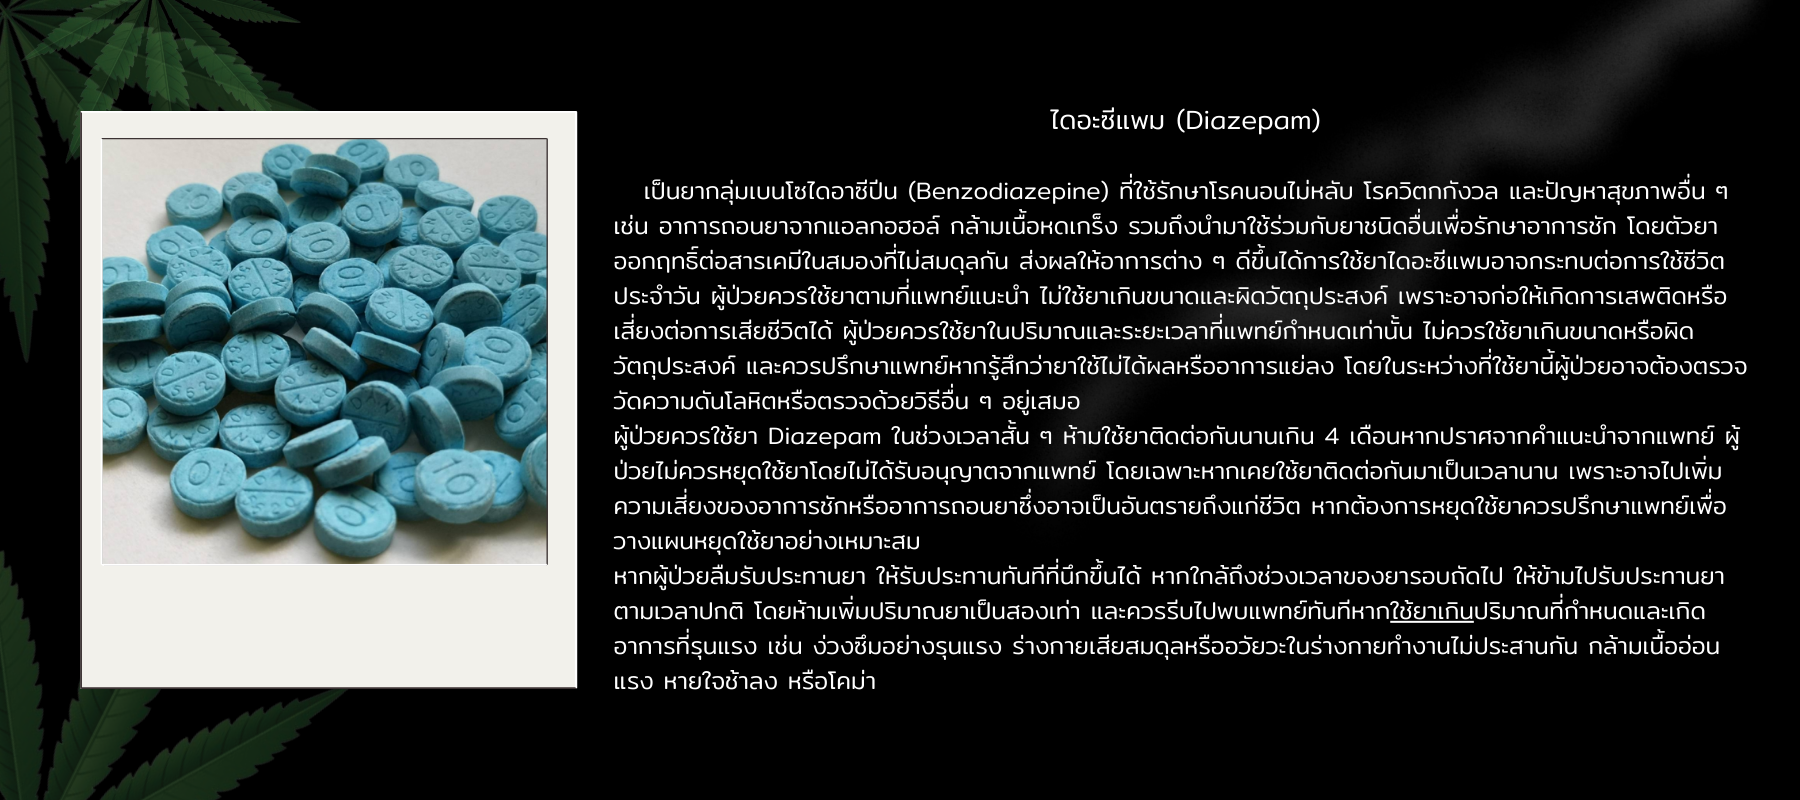 ไดอะซีแพม (Diazepam)
เป็นยากลุ่มเบนโซไดอาซีปีน (Benzodiazepine) ที่ใช้รักษาโรคนอนไม่หลับ โรควิตกกังวล และปัญหาสุขภาพอื่น ๆ
เช่น อาการถอนยาจากแอลกอฮอล์ กล้ามเนื้อหดเกร็ง รวมถึงนำมาใช้ร่วมกับยาชนิดอื่นเพื่อรักษาอาการชัก โดยตัวยา
ออกฤทธิ์ต่อสารเคมีในสมองที่ไม่สมดุลกัน ส่งผลให้อาการต่าง ๆ ดีขึ้นได้การใช้ยาไดอะซีแพมอาจกระทบต่อการใช้ชีวิต
ประจำวัน ผู้ป่วยควรใช้ยาตามที่แพทย์แนะนำ ไม่ใช้ยาเกินขนาดและผิดวัตถุประสงค์ เพราะอาจก่อให้เกิดการเสพติดหรือ
เสี่ยงต่อการเสียชีวิตได้ ผู้ป่วยควรใช้ยาในปริมาณและระยะเวลาที่แพทย์กำหนดเท่านั้น ไม่ควรใช้ยาเกินขนาดหรือผิด
วัตถุประสงค์ และควรปรึกษาแพทย์หากรู้สึกว่ายาใช้ไม่ได้ผลหรืออาการแย่ลง โดยในระหว่างที่ใช้ยานี้ผู้ป่วยอาจต้องตรวจ
วัดความดันโลหิตหรือตรวจด้วยวิธีอื่น ๆ อยู่เสมอ
ผู้ป่วยควรใช้ยา Diazepam ในช่วงเวลาสั้น ๆ ห้ามใช้ยาติดต่อกันนานเกิน 4 เดือนหากปราศจากคำแนะนำจากแพทย์ ผู้
ป่วยไม่ควรหยุดใช้ยาโดยไม่ได้รับอนุญาตจากแพทย์ โดยเฉพาะหากเคยใช้ยาติดต่อกันมาเป็นเวลานาน เพราะอาจไปเพิ่ม
ความเสี่ยงของอาการชักหรืออาการถอนยาซึ่งอาจเป็นอันตรายถึงแก่ชีวิต หากต้องการหยุดใช้ยาควรปรึกษาแพทย์เพื่อ
วางแผนหยุดใช้ยาอย่างเหมาะสม
หากผู้ป่วยลืมรับประทานยา ให้รับประทานทันทีที่นึกขึ้นได้ หากใกล้ถึงช่วงเวลาของยารอบถัดไป ให้ข้ามไปรับประทานยา
ตามเวลาปกติ โดยห้ามเพิ่มปริมาณยาเป็นสองเท่า และควรรีบไปพบแพทย์ทันทีหากใช้ยาเกินปริมาณที่กำหนดและเกิด
อาการที่รุนแรง เช่น ง่วงซึมอย่างรุนแรง ร่างกายเสียสมดุลหรืออวัยวะในร่างกายทำงานไม่ประสานกัน กล้ามเนื้ออ่อน
แรง หายใจช้าลง หรือโคม่า